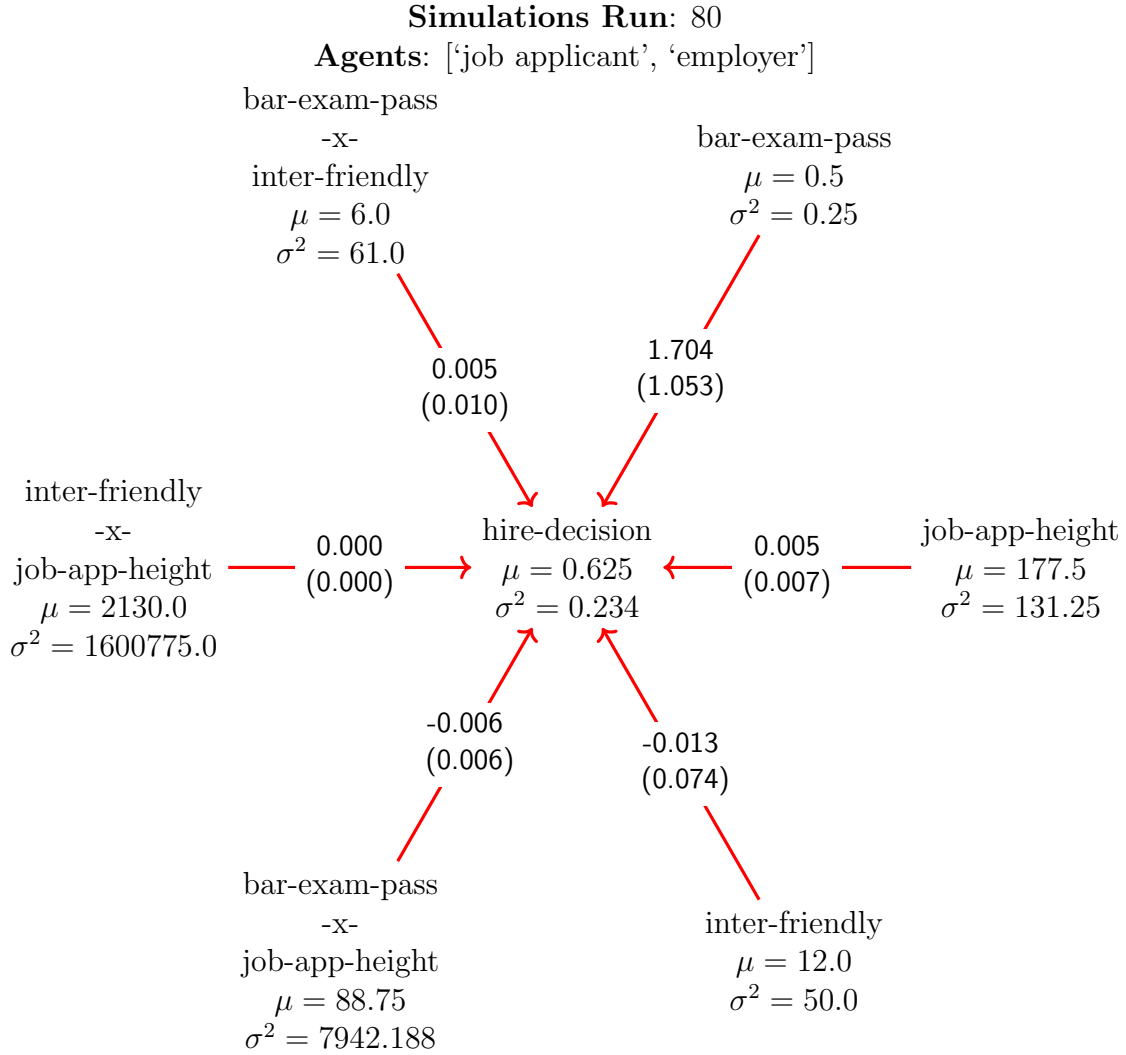 Simulations Run: 80
Agents: [‘job applicant’, ‘employer’]
bar-exam-pass
-x-
inter-friendly
μ = 6.0
σ² = 61.0
bar-exam-pass
μ = 0.5
σ² = 0.25
0.005
(0.010)
1.704
(1.053)
inter-friendly
-x-
job-app-height
μ = 2130.0
σ² = 1600775.0
0.000
(0.000)
hire-decision
μ = 0.625
σ² = 0.234
0.005
(0.007)
job-app-height
μ = 177.5
σ² = 131.25
-0.006
(0.006)
-0.013
(0.074)
bar-exam-pass
-x-
job-app-height
μ = 88.75
σ² = 7942.188
inter-friendly
μ = 12.0
σ² = 50.0